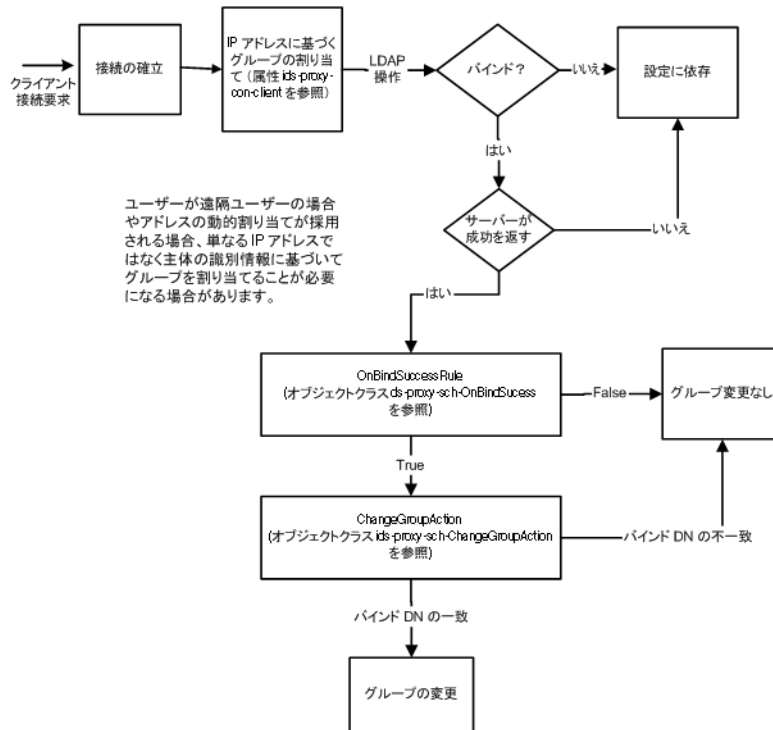 クライアント
接続要求
接続の確立
IP アドレスに基づく
グループの割り当
て（属性 ids-proxy-
con-client を参照）
LDAP
操作
バインド？
いいえ
設定に依存
はい
サーバーが
成功を返す
いいえ
はい
ユーザーが遠隔ユーザーの場合
やアドレスの動的割り当てが採用
される場合、単なる IP アドレスで
はなく主体の識別情報に基づいて
グループを割り当てることが必要
になる場合があります。
OnBindSuccessRule
(オブジェクトクラス ds-proxy-sch-OnBindSucess
を参照)
False
グループ変更なし
True
ChangeGroupAction
(オブジェクトクラス ids-proxy-sch-ChangeGroupAction
を参照)
バインド DN の不一致
バインド DN の一致
グループの変更